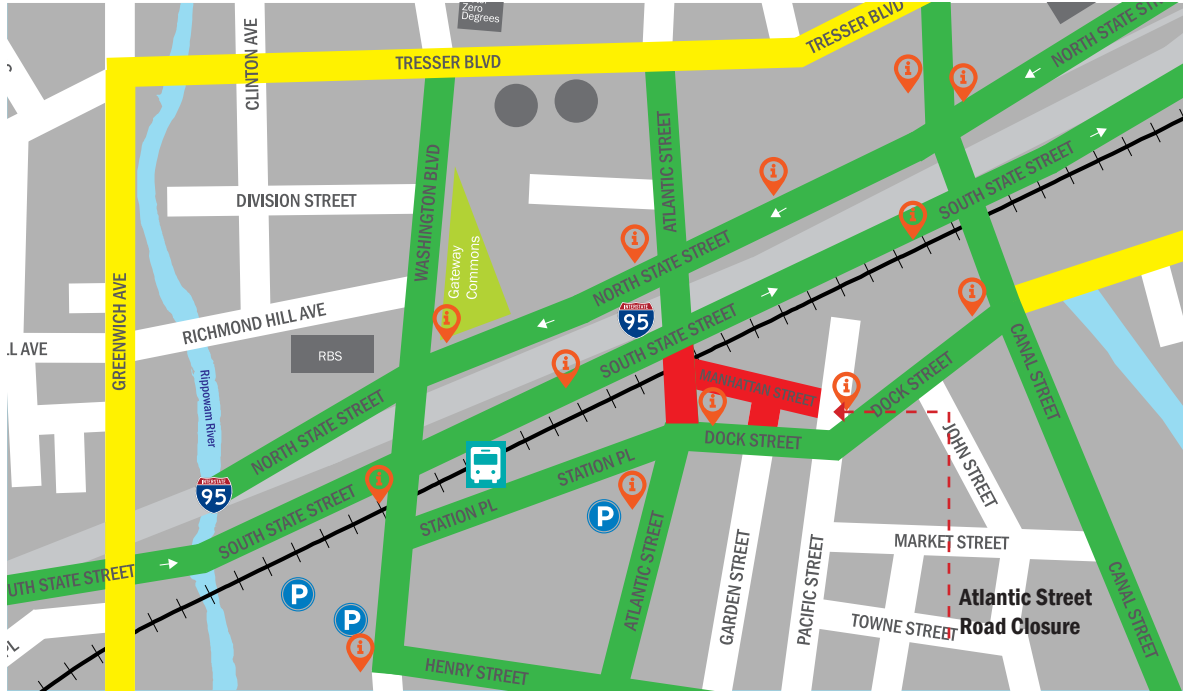 Zero
Degrees
TRESSER BLVD
TRESSER BLVD
NORTH STATE
CLINTON AVE
DIVISION STREET
WASHINGTON BLVD
Gateway
Commons
ATLANTIC STREET
NORTH STATE STREET
SOUTH STATE STREET
GREENWICH AVE
RICHMOND HILL AVE
RBS
Rippowam River
INTERSTATE
95
SOUTH STATE STREET
MANHATTAN STREET
DOCK STREET
CANAL STREET
NORTH STATE STREET
INTERSTATE
95
SOUTH STATE STREET
DOCK STREET
STATION PL
STATION PL
P
JOHN STREET
MARKET STREET
UTH STATE STREET
P
P
ATLANTIC STREET
GARDEN STREET
PACIFIC STREET
TOWNE STREET
Atlantic Street
Road Closure
CANAL STREET
HENRY STREET
L AVE
PL